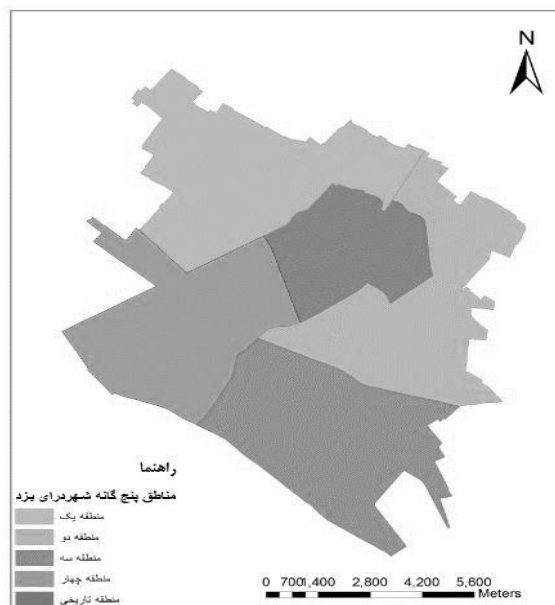 N
راهنما
مناطق پنج گانه شهردرای یزد
منطقه یک
منطقه دو
منطقه سه
منطقه چهار
منطقه تاریخی
0 700 1,400 2,800 4,200 5,600
Meters